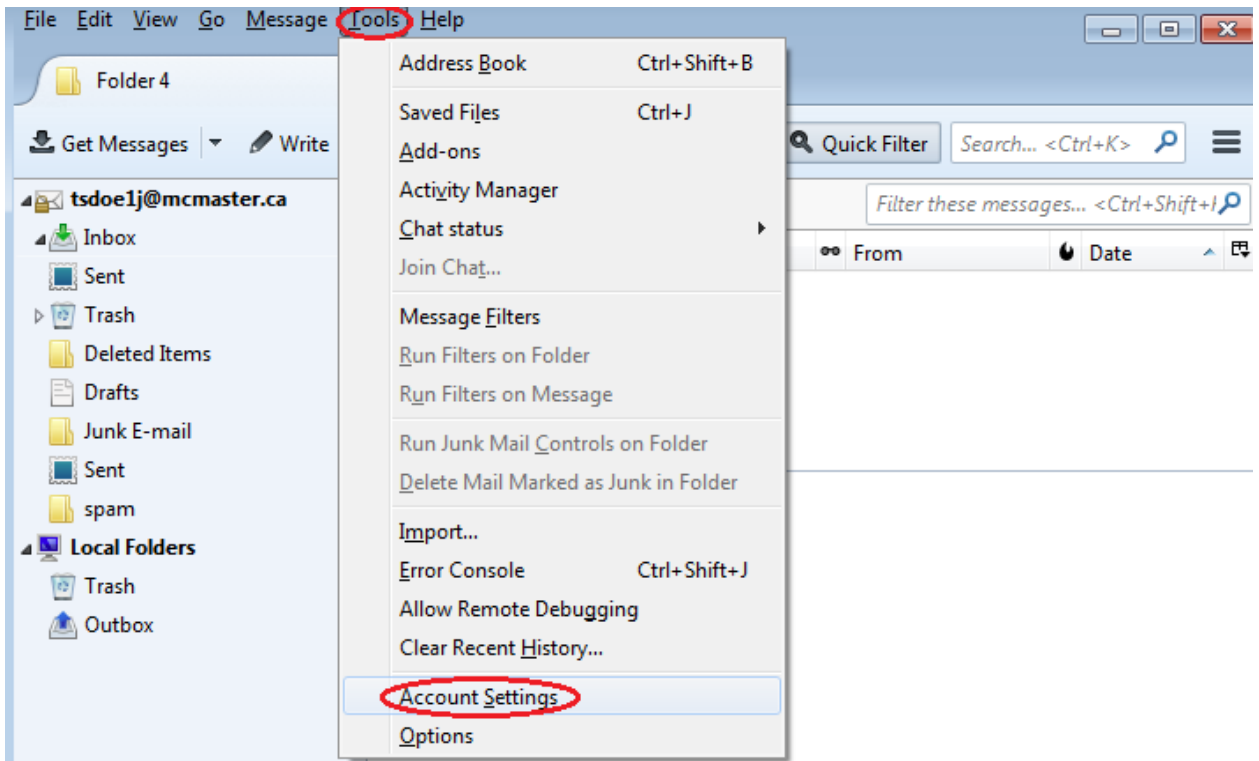 File Edit View Go Message Tools Help
Folder 4
Get Messages Write
Quick Filter Search... <Ctrl+K>
Filter these messages... <Ctrl+Shift+
From Date
tsdoe1j@mcmaster.ca
Inbox
Sent
Trash
Deleted Items
Drafts
Junk E-mail
Sent
spam
Local Folders
Trash
Outbox
Address Book Ctrl+Shift+B
Saved Files Ctrl+J
Add-ons
Activity Manager
Chat status
Join Chat...
Message Filters
Run Filters on Folder
Run Filters on Message
Run Junk Mail Controls on Folder
Delete Mail Marked as Junk in Folder
Import...
Error Console Ctrl+Shift+J
Allow Remote Debugging
Clear Recent History...
Account Settings
Options